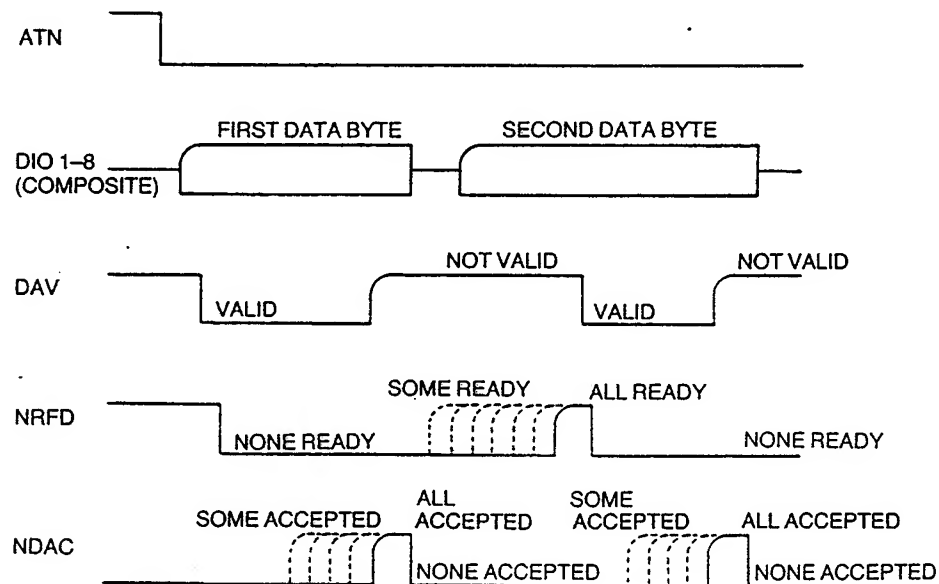 ATN
FIRST DATA BYTE
SECOND DATA BYTE
DIO 1–8
(COMPOSITE)
NOT VALID
NOT VALID
DAV
VALID
VALID
SOME READY
ALL READY
NRFD
NONE READY
NONE READY
SOME ACCEPTED
ALL
ACCEPTED
SOME
ACCEPTED
ALL ACCEPTED
NDAC
NONE ACCEPTED
NONE ACCEPTED